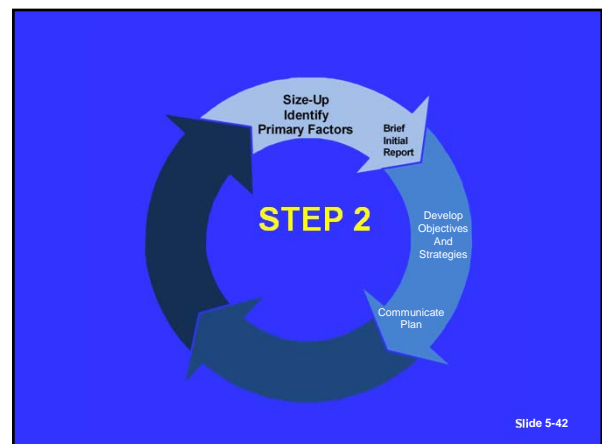 Size-Up
Identify
Primary Factors
Brief
Initial
Report
STEP 2
Develop
Objectives
And
Strategies
Communicate
Plan
Slide 5-42